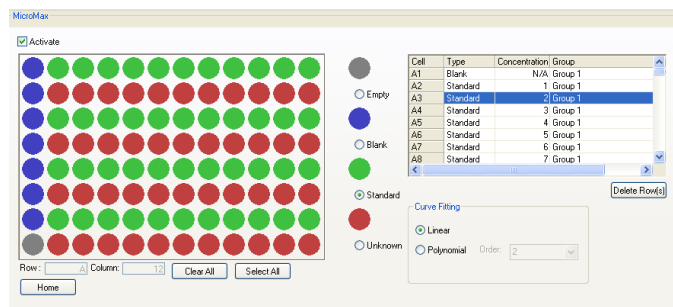 MicroMax
Activate
Empty
Blank
Standard
Unknown
Cell Type Concentration Group
A1 Blank N/A Group 1
A2 Standard 1 Group 1
A3 Standard 2 Group 1
A4 Standard 3 Group 1
A5 Standard 4 Group 1
A6 Standard 5 Group 1
A7 Standard 6 Group 1
A8 Standard 7 Group 1
Delete Row(s)
Curve Fitting
Linear
Polynomial Order: 2
Row: A Column: 12 Clear All Select All
Home